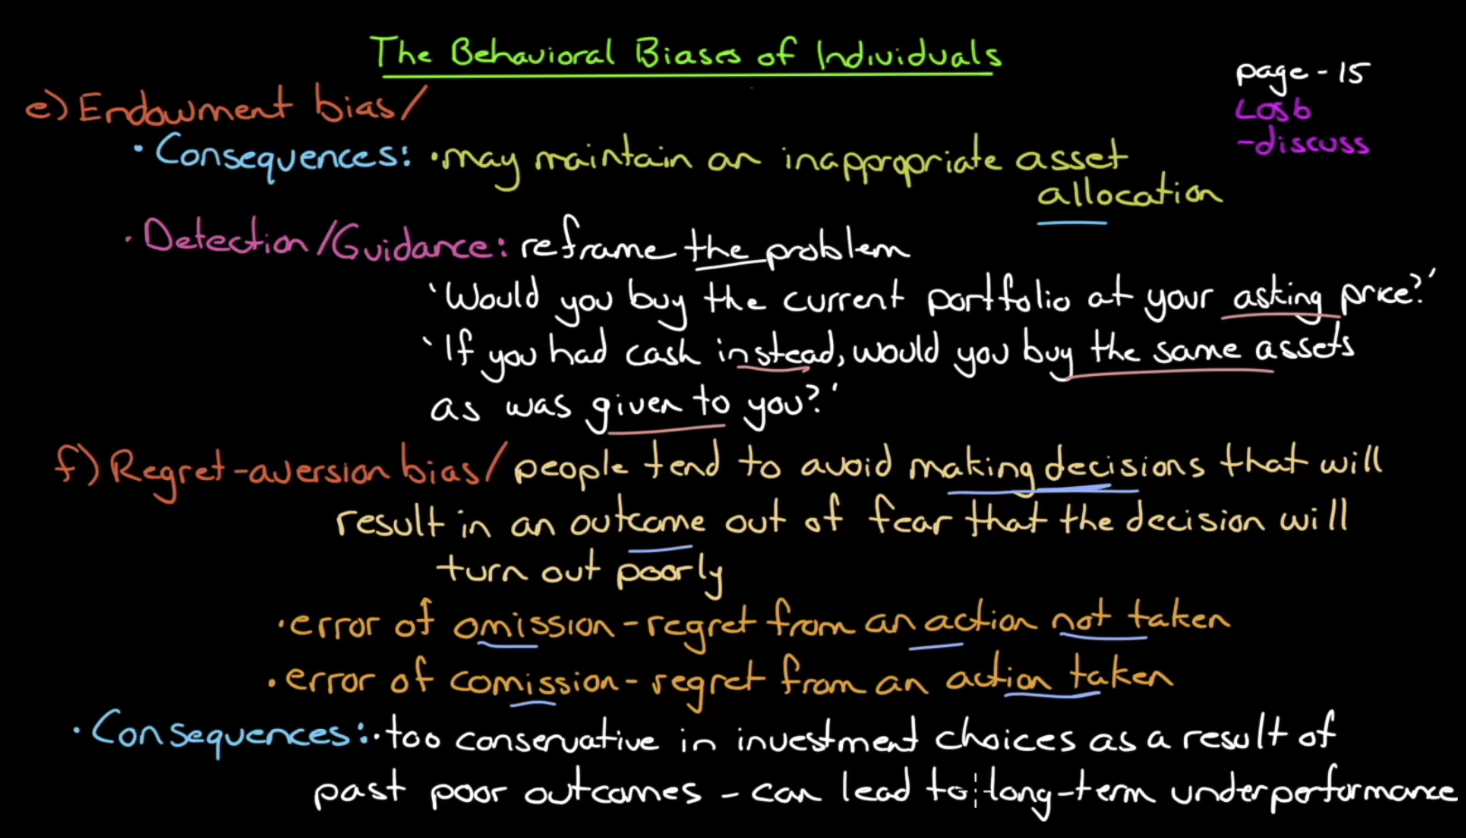 The Behavioral Biases of Individuals
page - 15
LOS b
- discuss
e) Endowment bias/
• Consequences: • may maintain an inappropriate asset
allocation
• Detection/Guidance: reframe the problem
'Would you buy the current portfolio at your asking price?'
'If you had cash instead, would you buy the same assets
as was given to you?'
f) Regret-aversion bias/ people tend to avoid making decisions that will
result in an outcome out of fear that the decision will
turn out poorly
• error of omission - regret from an action not taken
• error of comission - regret from an action taken
• Consequences: • too conservative in investment choices as a result of
past poor outcomes - can lead to long-term underperformance